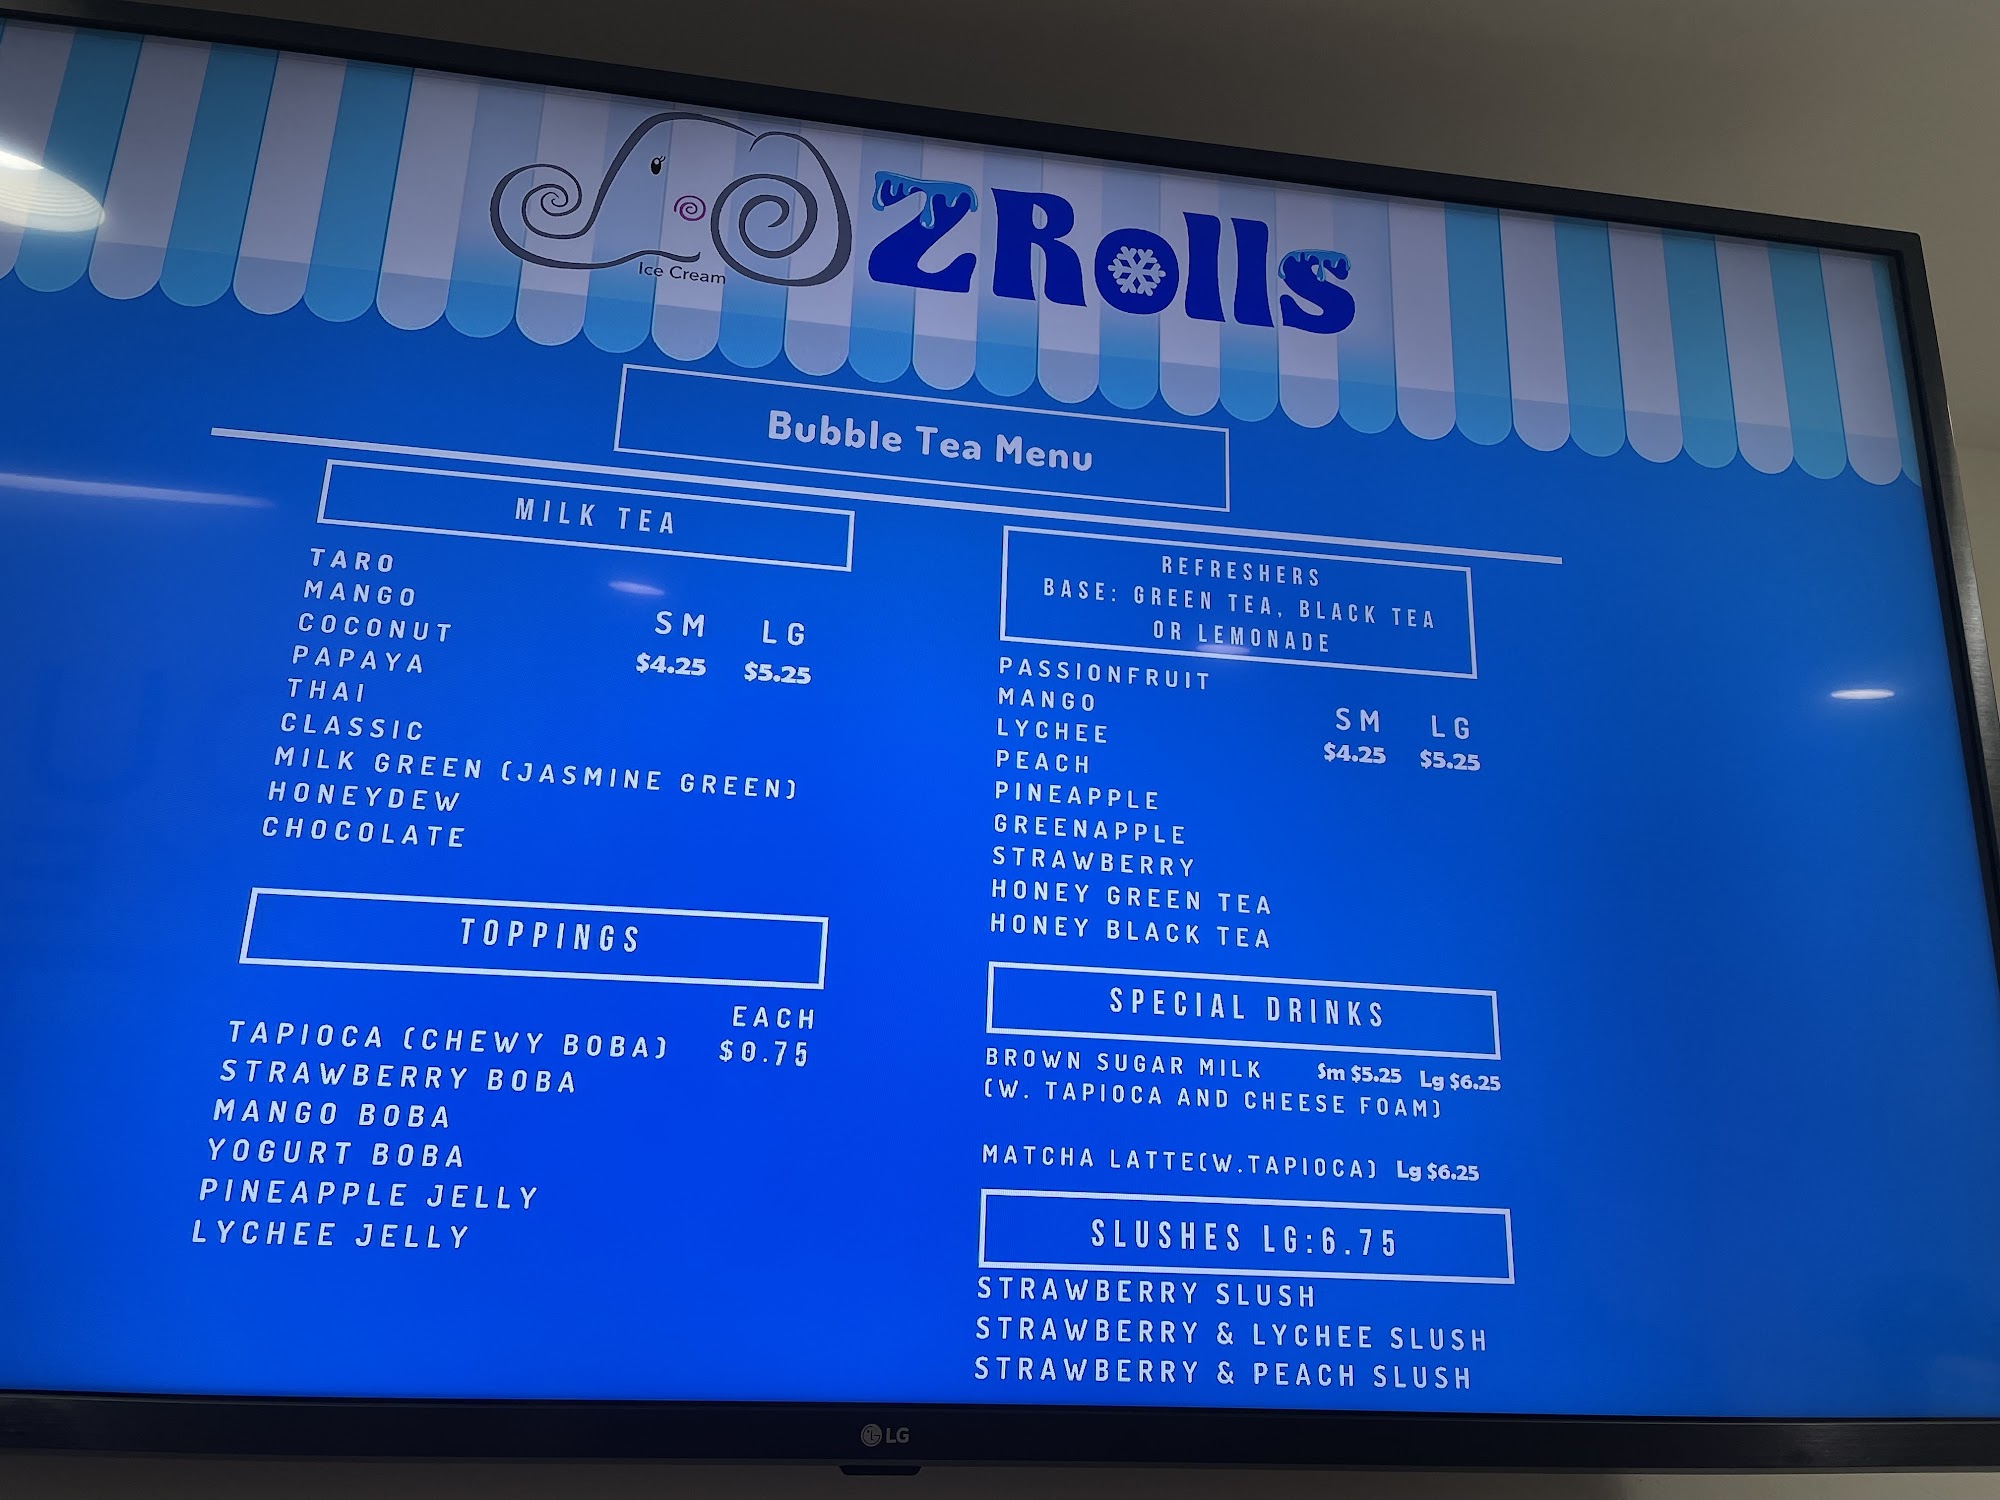 Ice Cream
ZRolls
Bubble Tea Menu
MILK TEA
TARO
MANGO
COCONUT
PAPAYA
THAI
CLASSIC
MILK GREEN (JASMINE GREEN)
HONEYDEW
CHOCOLATE
SM LG
$4.25 $5.25
TOPPINGS
EACH
TAPIOCA (CHEWY BOBA) $0.75
STRAWBERRY BOBA
MANGO BOBA
YOGURT BOBA
PINEAPPLE JELLY
LYCHEE JELLY
REFRESHERS
BASE: GREEN TEA, BLACK TEA
OR LEMONADE
PASSIONFRUIT
MANGO
LYCHEE
PEACH
PINEAPPLE
GREENAPPLE
STRAWBERRY
HONEY GREEN TEA
HONEY BLACK TEA
SM LG
$4.25 $5.25
SPECIAL DRINKS
BROWN SUGAR MILK Sm $5.25 Lg $6.25
(W. TAPIOCA AND CHEESE FOAM)
MATCHA LATTE(W.TAPIOCA) Lg $6.25
SLUSHES LG:6.75
STRAWBERRY SLUSH
STRAWBERRY & LYCHEE SLUSH
STRAWBERRY & PEACH SLUSH
LG